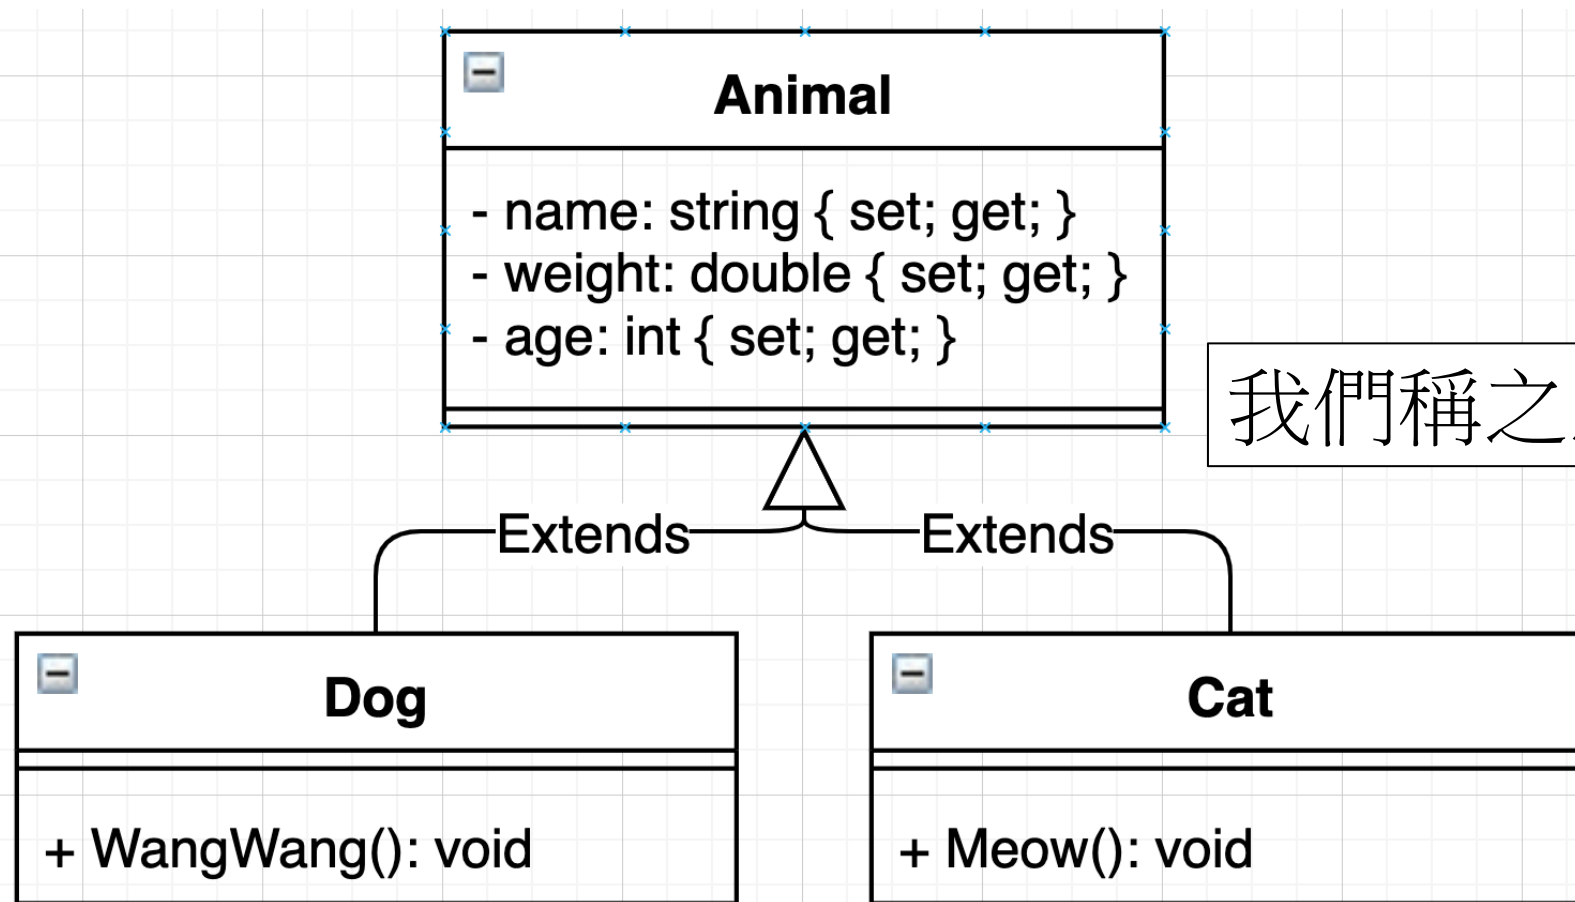 Animal
- name: string { set; get; }
- weight: double { set; get; }
- age: int { set; get; }
我們稱之
Extends
Extends
Dog
Cat
+ WangWang(): void
+ Meow(): void